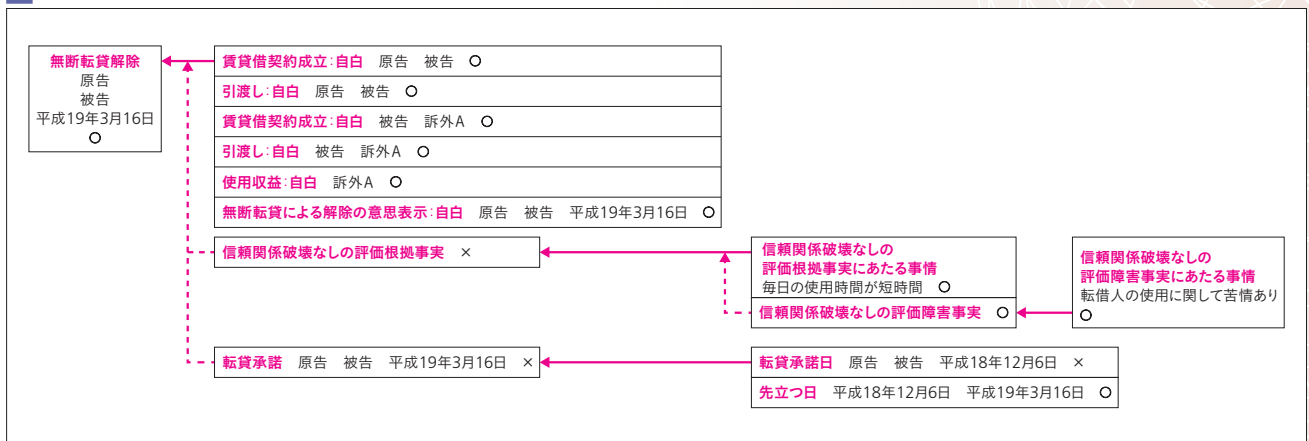 無断転貸解除
原告
被告
平成19年3月16日
○
賃貸借契約成立:自白 原告 被告 ○
引渡し:自白 原告 被告 ○
賃貸借契約成立:自白 被告 訴外A ○
引渡し:自白 被告 訴外A ○
使用収益:自白 訴外A ○
無断転貸による解除の意思表示:自白 原告 被告 平成19年3月16日 ○
信頼関係破壊なしの評価根拠事実 ×
信頼関係破壊なしの
評価根拠事実にあたる事情
毎日の使用時間が短時間 ○
信頼関係破壊なしの評価障害事実 ○
信頼関係破壊なしの
評価障害事実にあたる事情
転借人の使用に関して苦情あり
○
転貸承諾 原告 被告 平成19年3月16日 ×
転貸承諾日 原告 被告 平成18年12月6日 ×
先立つ日 平成18年12月6日 平成19年3月16日 ○